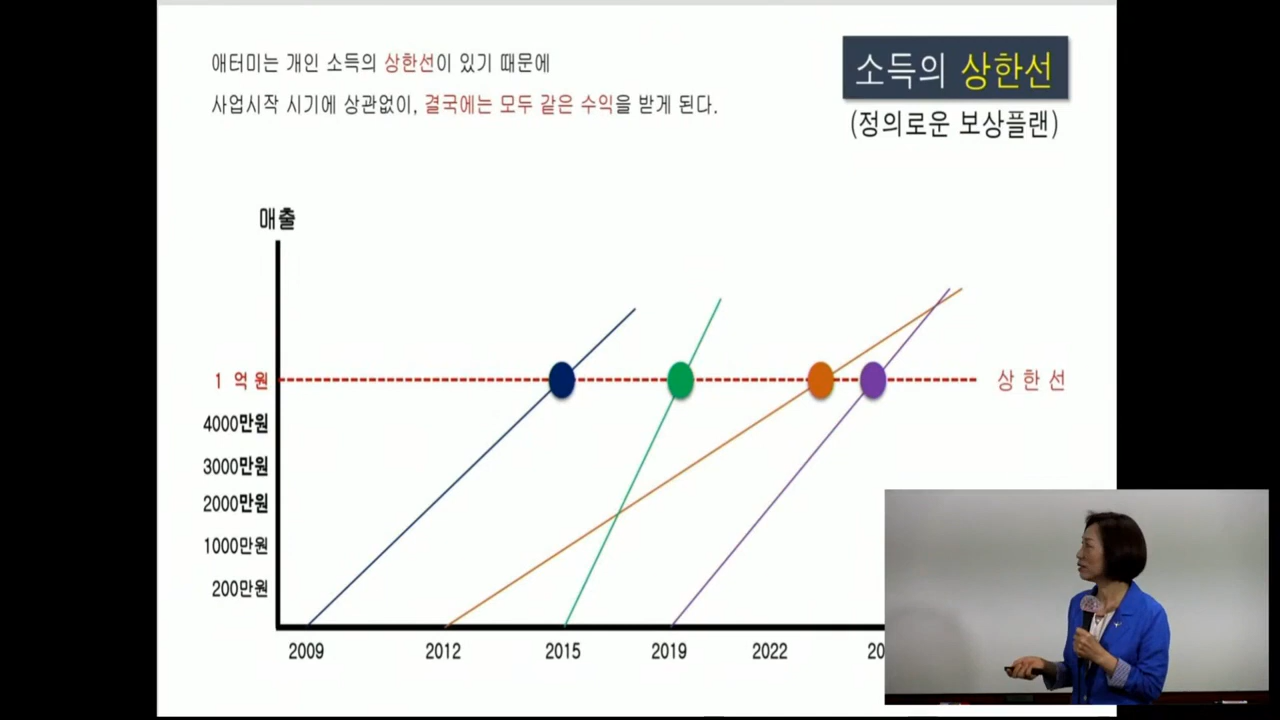 애터미는 개인 소득의 상한선이 있기 때문에
사업시작 시기에 상관없이, 결국에는 모두 같은 수익을 받게 된다.
소득의 상한선
(정의로운 보상플랜)
매출
1 억 원
상 한 선
4000만원
3000만원
2000만원
1000만원
200만원
2009 2012 2015 2019 2022